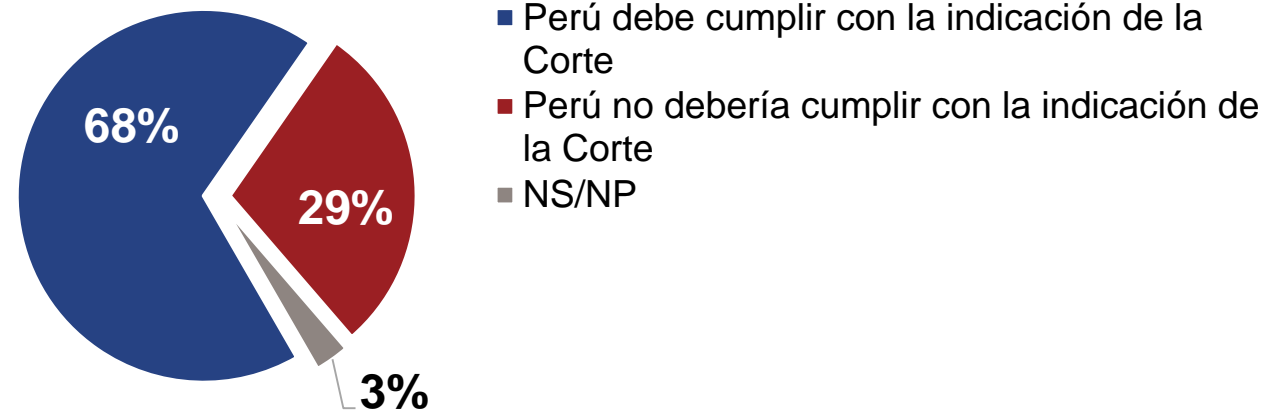 68%
29%
3%
Perú debe cumplir con la indicación de la
Corte
Perú no debería cumplir con la indicación de
la Corte
NS/NP